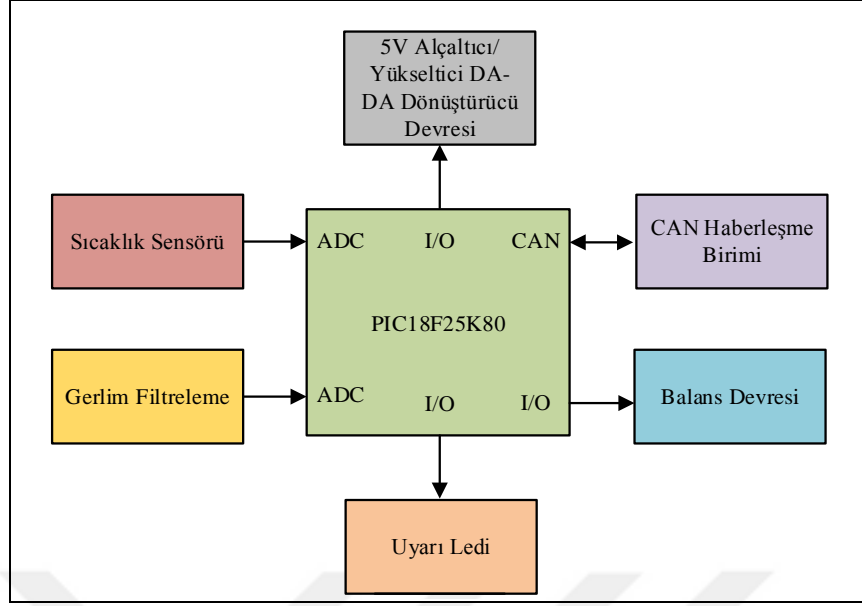 5V Alçaltıcı/
Yükseltici DA-
DA Dönüştürücü
Devresi
Sıcaklık Sensörü
ADC
I/O
CAN
CAN Haberleşme
Birimi
PIC18F25K80
Gerlim Filtreleme
ADC
I/O
I/O
Balans Devresi
Uyarı Ledi